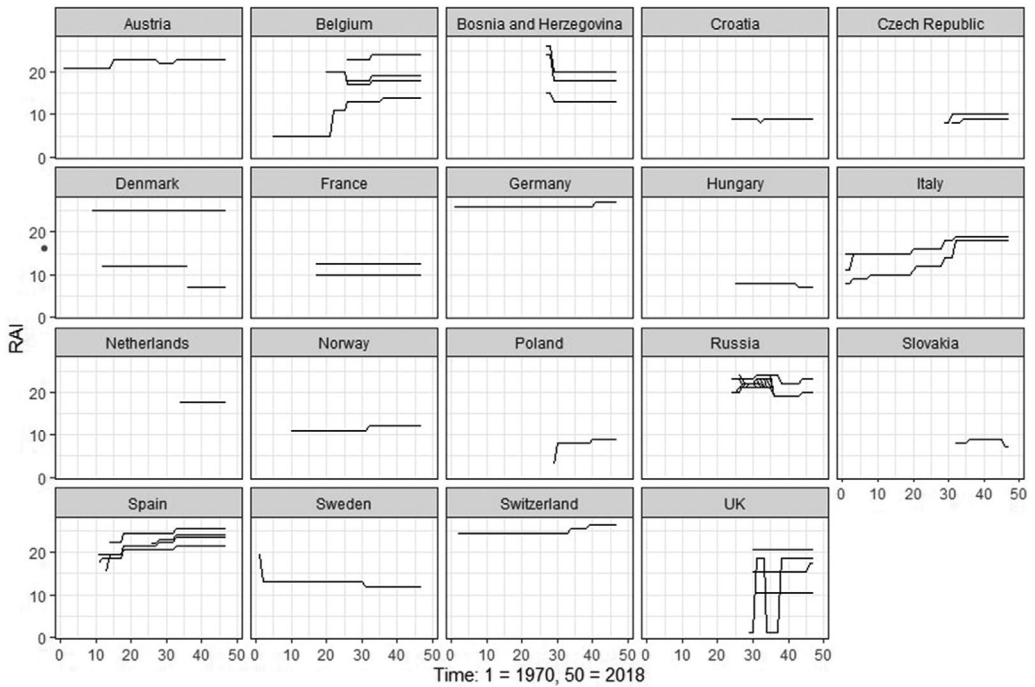 Austria Belgium Bosnia and Herzegovina Croatia Czech Republic
20
10
0
Denmark France Germany Hungary Italy
20
10
0
Netherlands Norway Poland Russia Slovakia
20
10
0
0 10 20 30 40 50
Spain Sweden Switzerland UK
20
10
0
0 10 20 30 40 50 0 10 20 30 40 50 0 10 20 30 40 50 0 10 20 30 40 50
RAI
Time: 1 = 1970, 50 = 2018